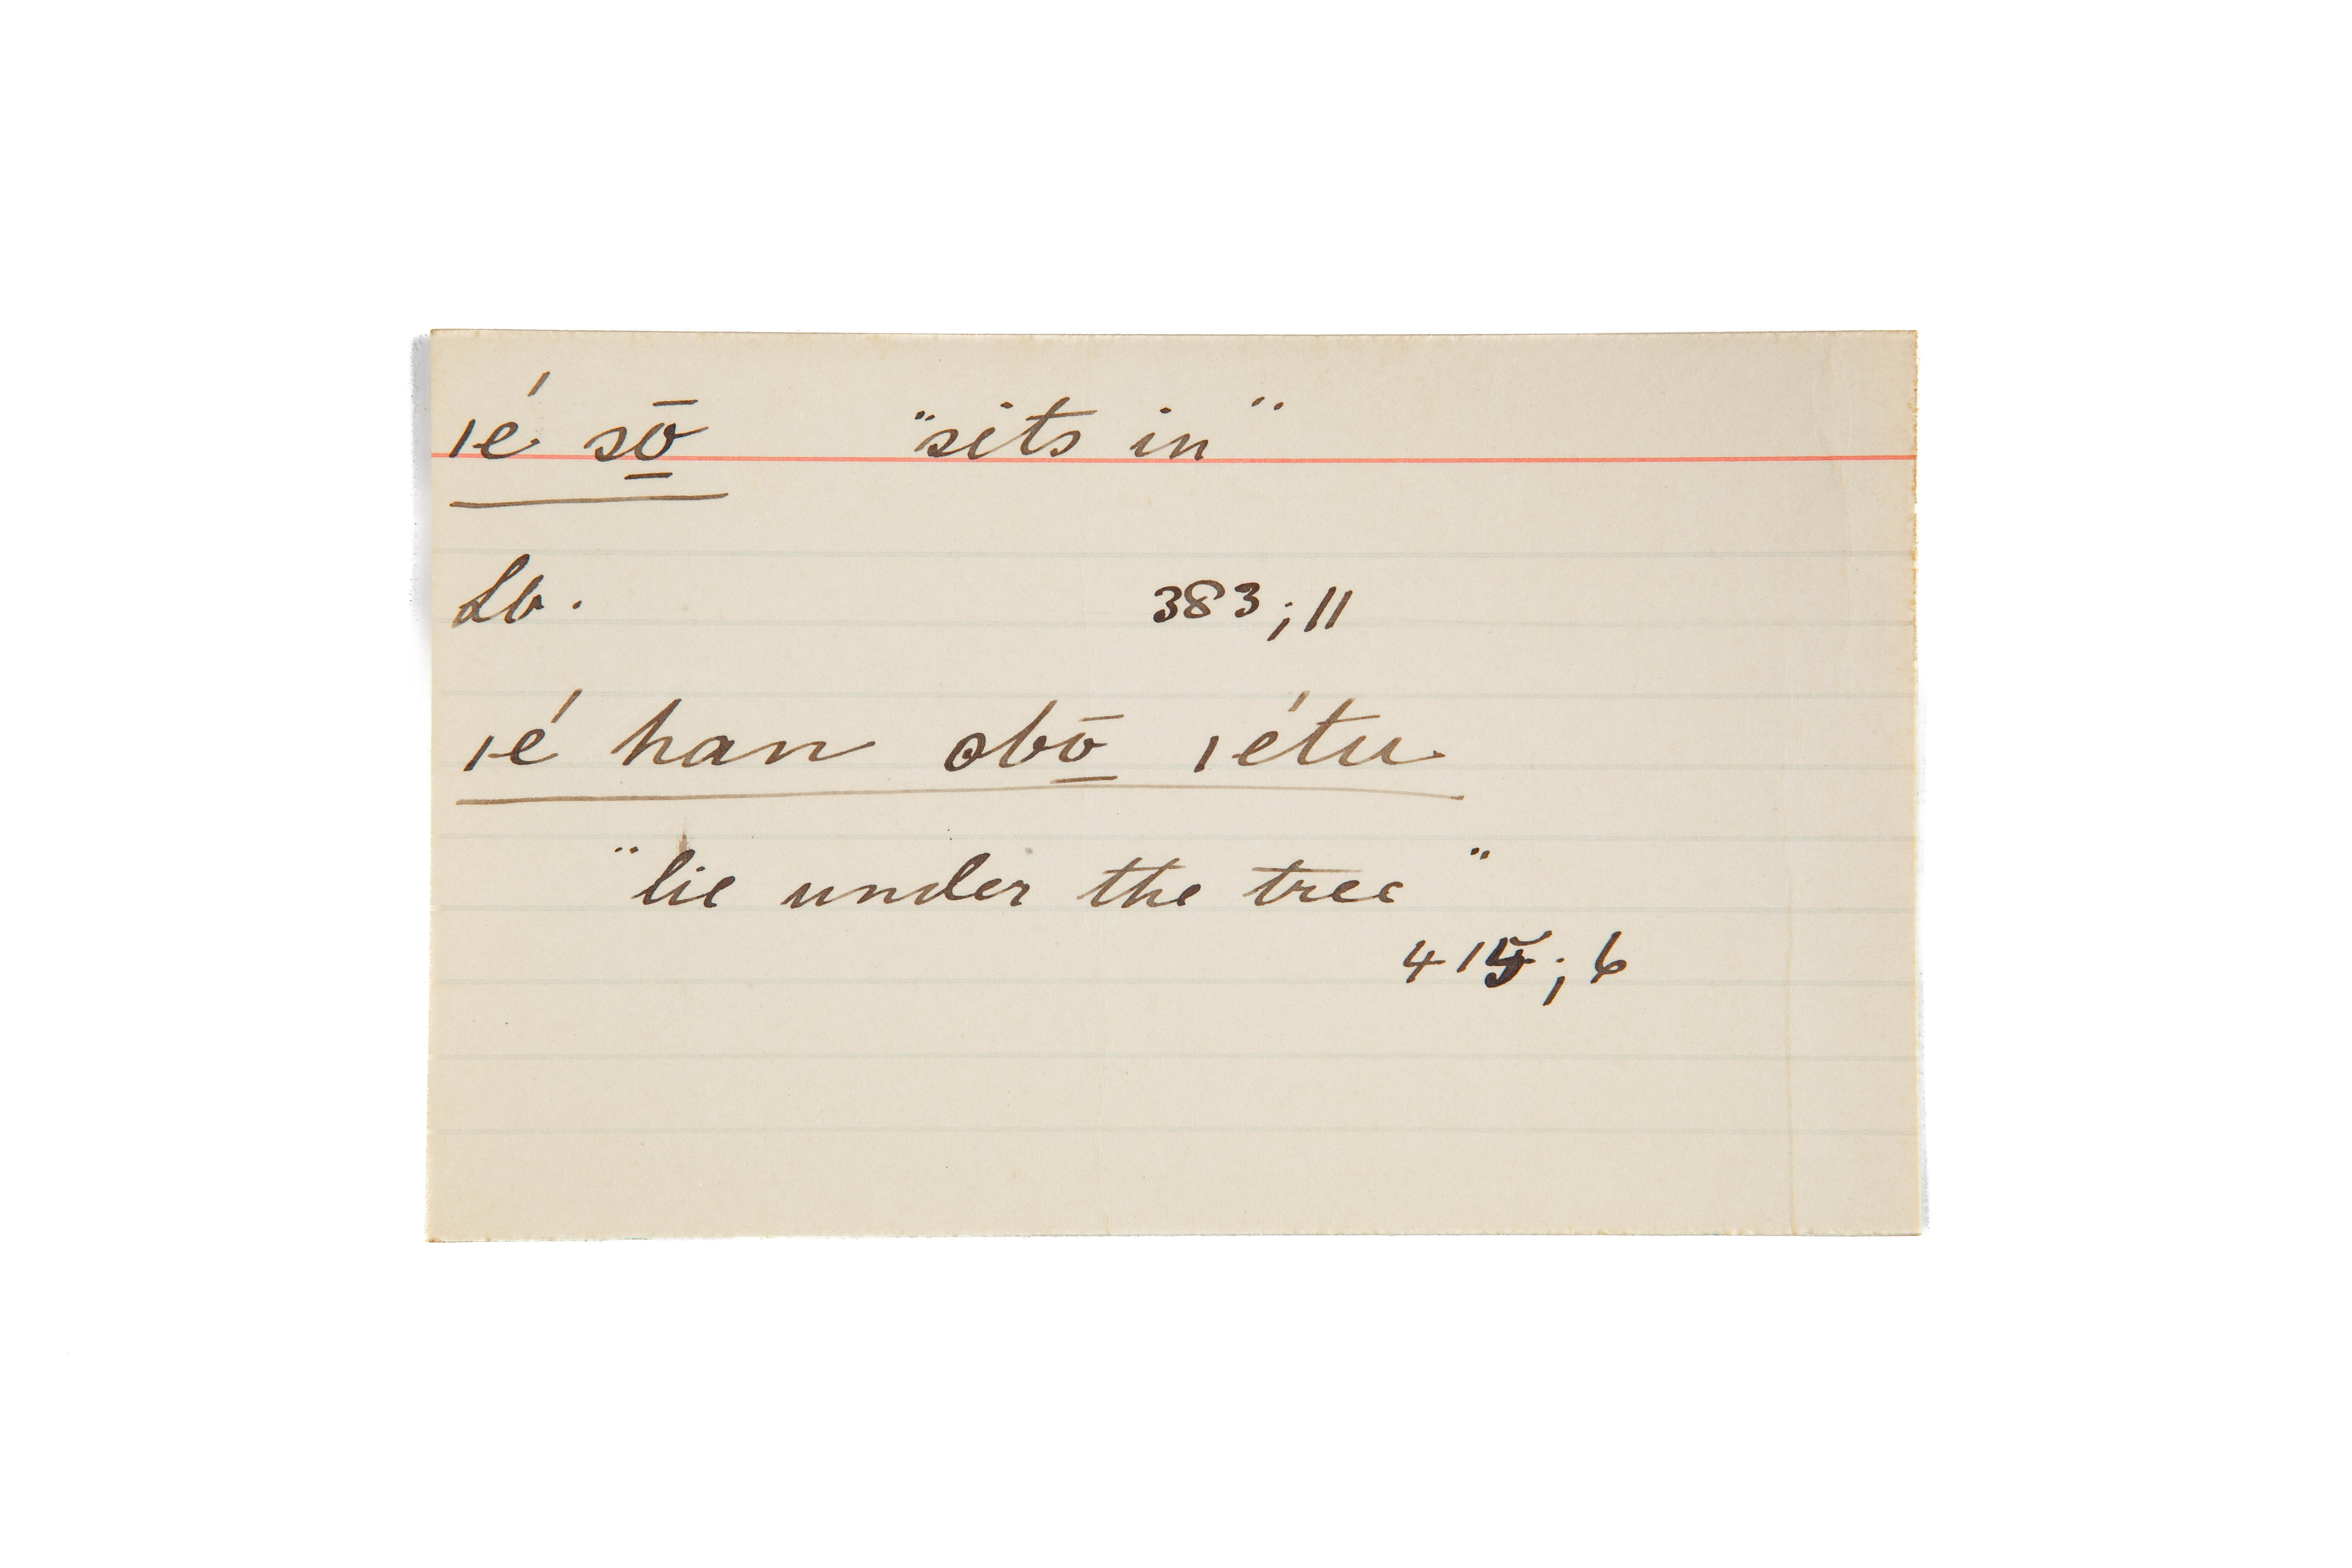 ıé sō̱ "sits in"
Lb. 383;11
ıé han obō̱ ıétu
"lie under the tree"
415;6